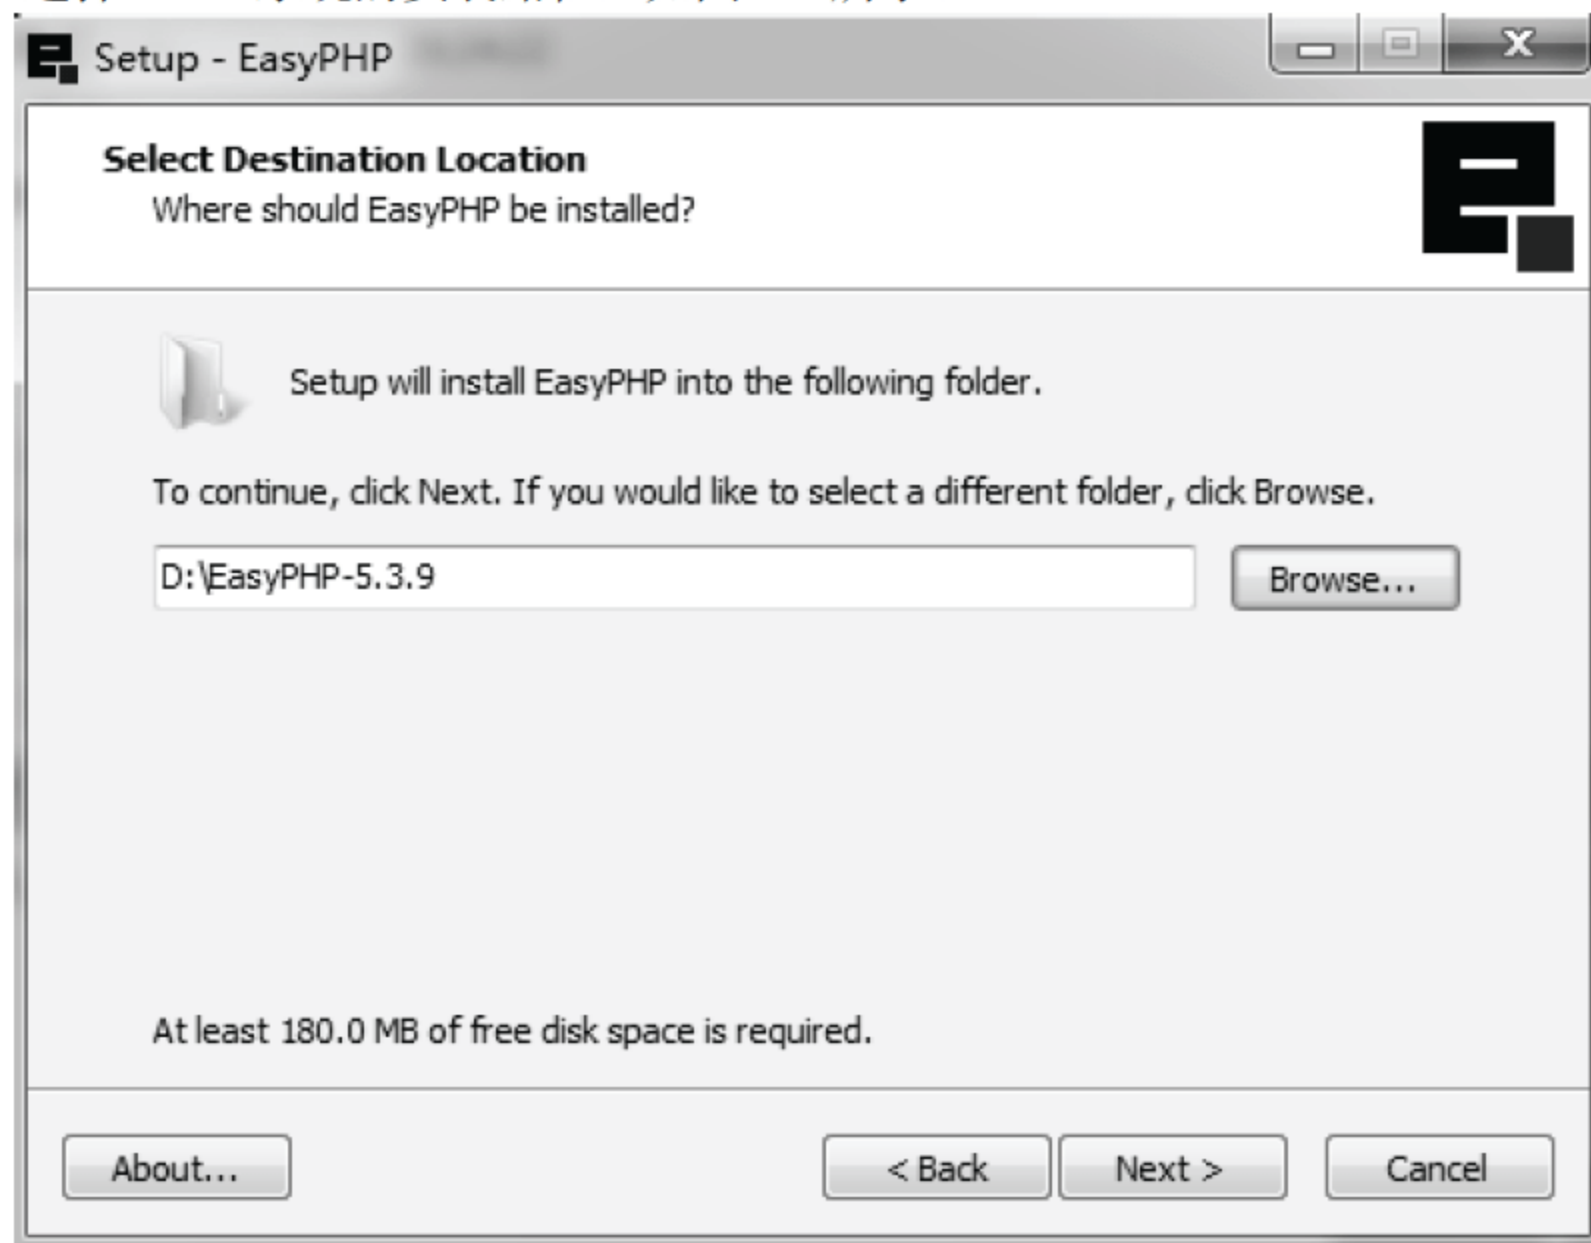 Setup - EasyPHP
Select Destination Location
Where should EasyPHP be installed?
Setup will install EasyPHP into the following folder.
To continue, click Next. If you would like to select a different folder, click Browse.
D:\EasyPHP-5.3.9
Browse...
At least 180.0 MB of free disk space is required.
About...
< Back
Next >
Cancel